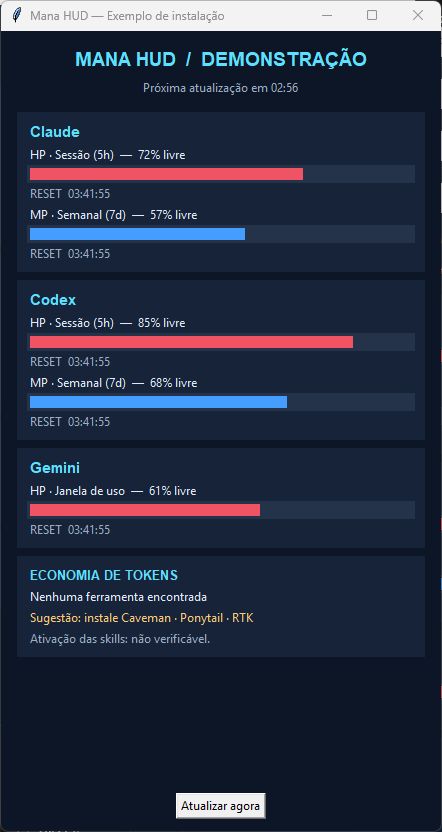 Mana HUD — Exemplo de instalação
MANA HUD / DEMONSTRAÇÃO
Próxima atualização em 02:56
Claude
HP · Sessão (5h) — 72% livre
RESET 03:41:55
MP · Semanal (7d) — 57% livre
RESET 03:41:55
Codex
HP · Sessão (5h) — 85% livre
RESET 03:41:55
MP · Semanal (7d) — 68% livre
RESET 03:41:55
Gemini
HP · Janela de uso — 61% livre
RESET 03:41:55
ECONOMIA DE TOKENS
Nenhuma ferramenta encontrada
Sugestão: instale Caveman · Ponytail · RTK
Ativação das skills: não verificável.
Atualizar agora